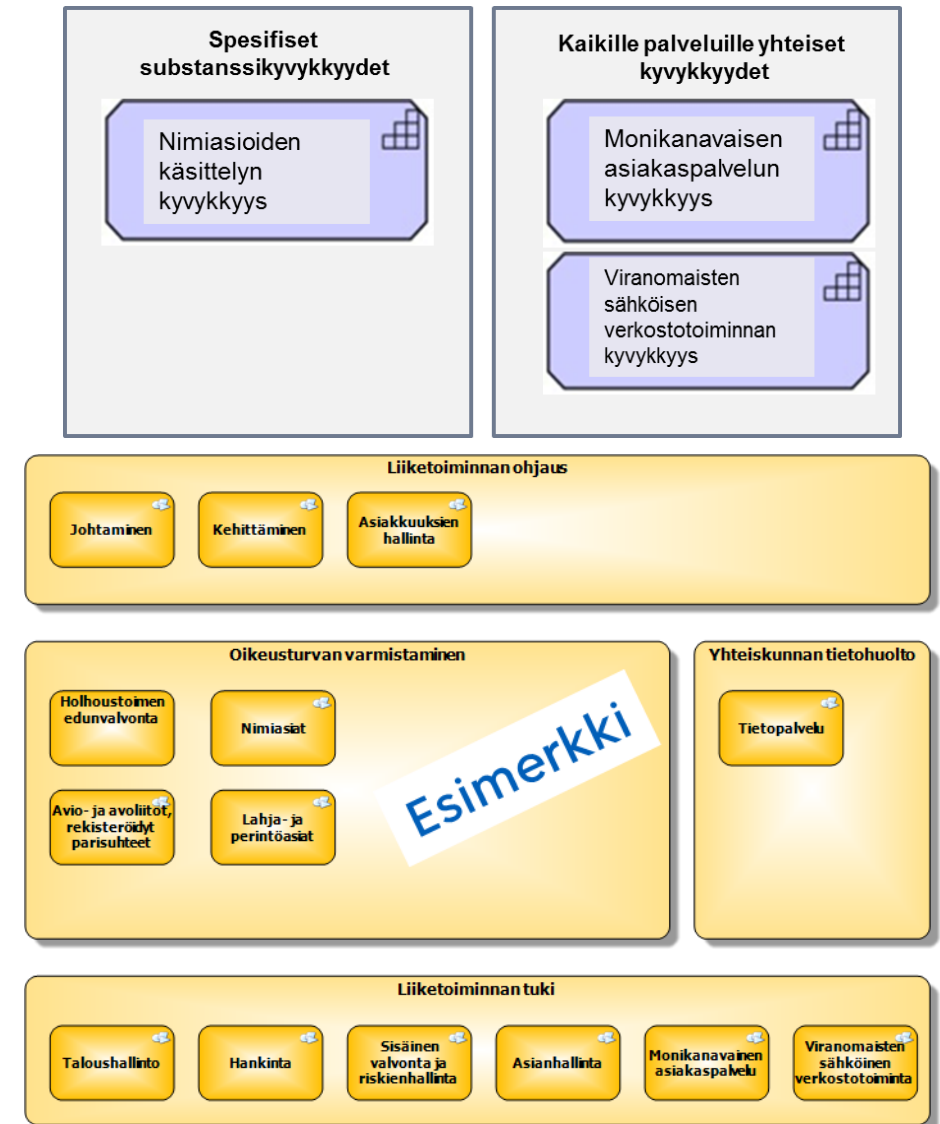 Spesifiset
substanssikyvykkyydet
Nimiasioiden
käsittelyn
kyvykkyys
Kaikille palveluille yhteiset
kyvykkyydet
Monikanavaisen
asiakaspalvelun
kyvykkyys
Viranomaisten
sähköisen
verkostotoiminnan
kyvykkyys
Liiketoiminnan ohjaus
Johtaminen
Kehittäminen
Asiakkuuksien
hallinta
Oikeusturvan varmistaminen
Holhoustoimen
edunvalvonta
Nimiasiat
Avio- ja avoliitot,
rekisteröidyt
parisuhteet
Lahja- ja
perintöasiat
Esimerkki
Yhteiskunnan tietohuolto
Tietopalvelu
Liiketoiminnan tuki
Taloushallinto
Hankinta
Sisäinen
valvonta ja
riskienhallinta
Asianhallinta
Monikanavainen
asiakaspalvelu
Viranomaisten
sähköinen
verkostotoiminta